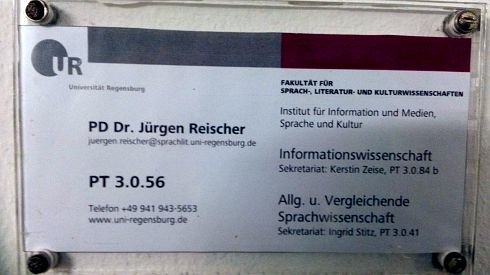 UR
Universität Regensburg
FAKULTÄT FÜR
SPRACH-, LITERATUR- UND KULTURWISSENSCHAFTEN
Institut für Information und Medien,
Sprache und Kultur
PD Dr. Jürgen Reischer
juergen.reischer@sprachlit.uni-regensburg.de
PT 3.0.56
Telefon +49 941 943-5653
www.uni-regensburg.de
Informationswissenschaft
Sekretariat: Kerstin Zeise, PT 3.0.84 b
Allg. u. Vergleichende
Sprachwissenschaft
Sekretariat: Ingrid Stitz, PT 3.0.41